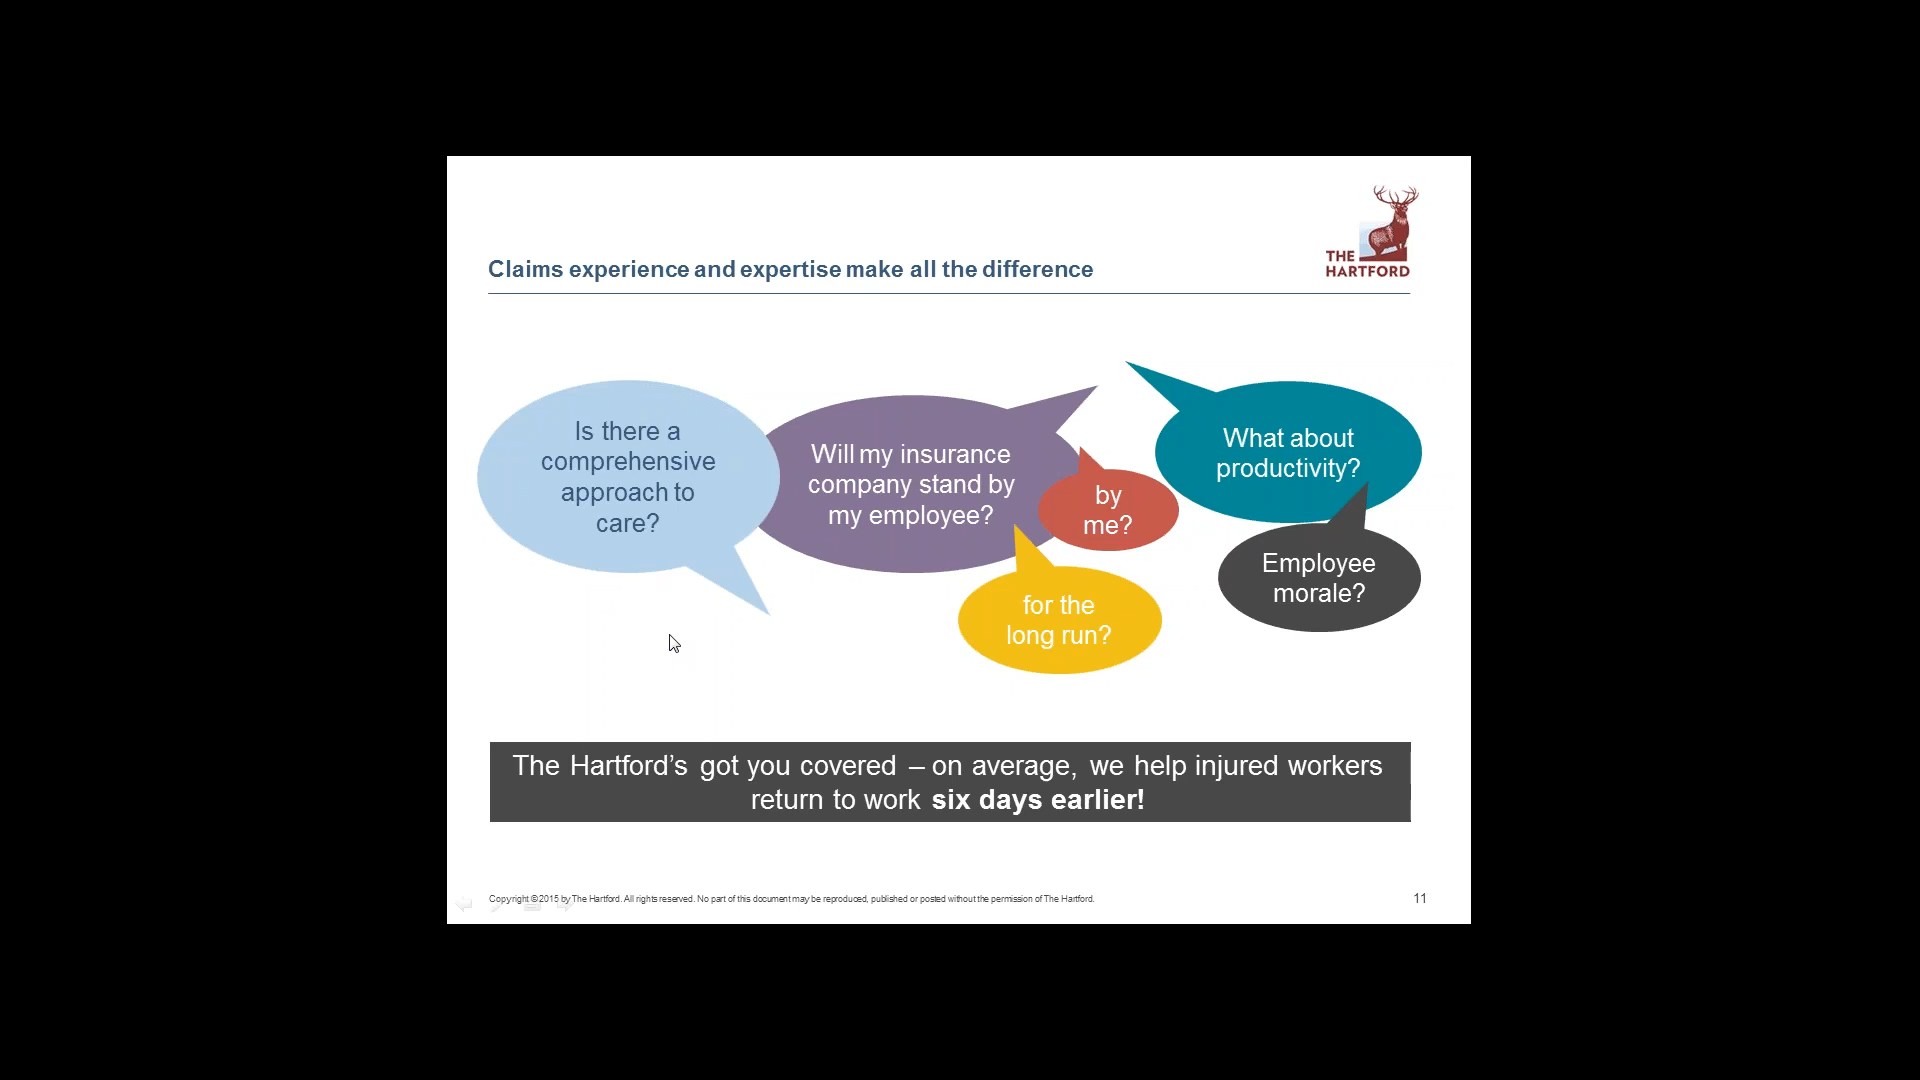 THE
HARTFORD
Claims experience and expertise make all the difference
Is there a
comprehensive
approach to
care?
Will my insurance
company stand by
my employee?
by
me?
for the
long run?
What about
productivity?
Employee
morale?
The Hartford’s got you covered – on average, we help injured workers
return to work six days earlier!
Copyright © 2015 by The Hartford. All rights reserved. No part of this document may be reproduced, published or posted without the permission of The Hartford.
11